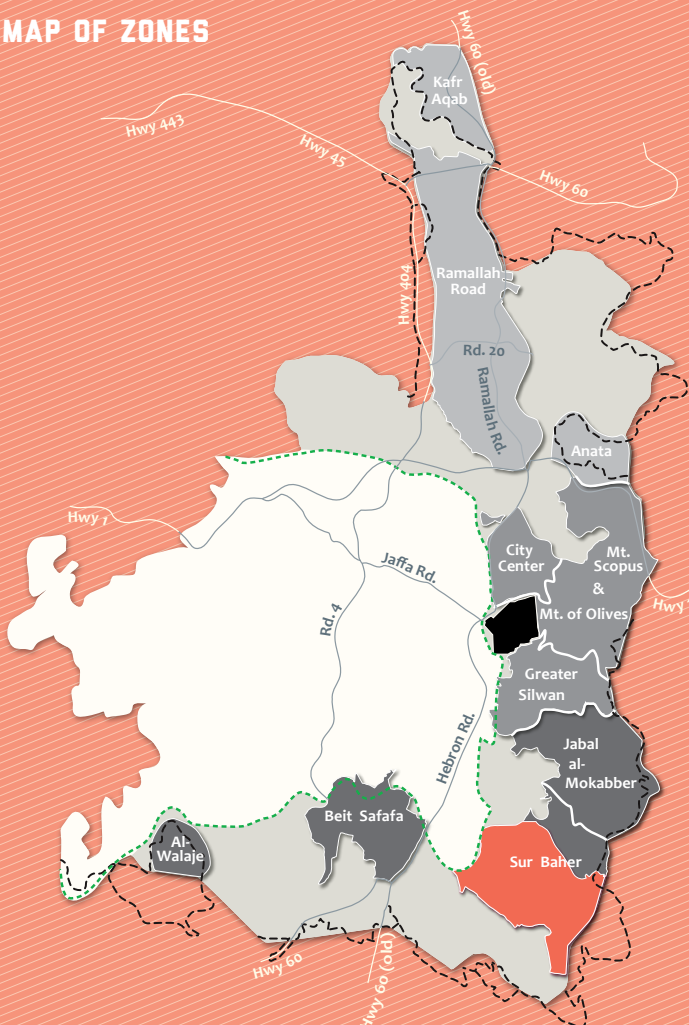 MAP OF ZONES
Hwy 60 (old)
Kafr
Aqab
Hwy 443
Hwy 45
Hwy 60
Hwy 404
Ramallah
Road
Rd. 20
Ramallah Rd.
Anata
Hwy 1
City
Center
Mt.
Scopus
&
Mt. of Olives
Hwy
Jaffa Rd.
Rd. 4
Greater
Silwan
Hebron Rd.
Jabal
al-
Mokabber
Beit Safafa
Al-
Walaje
Sur Baher
Hwy 60
Hwy 60 (old)